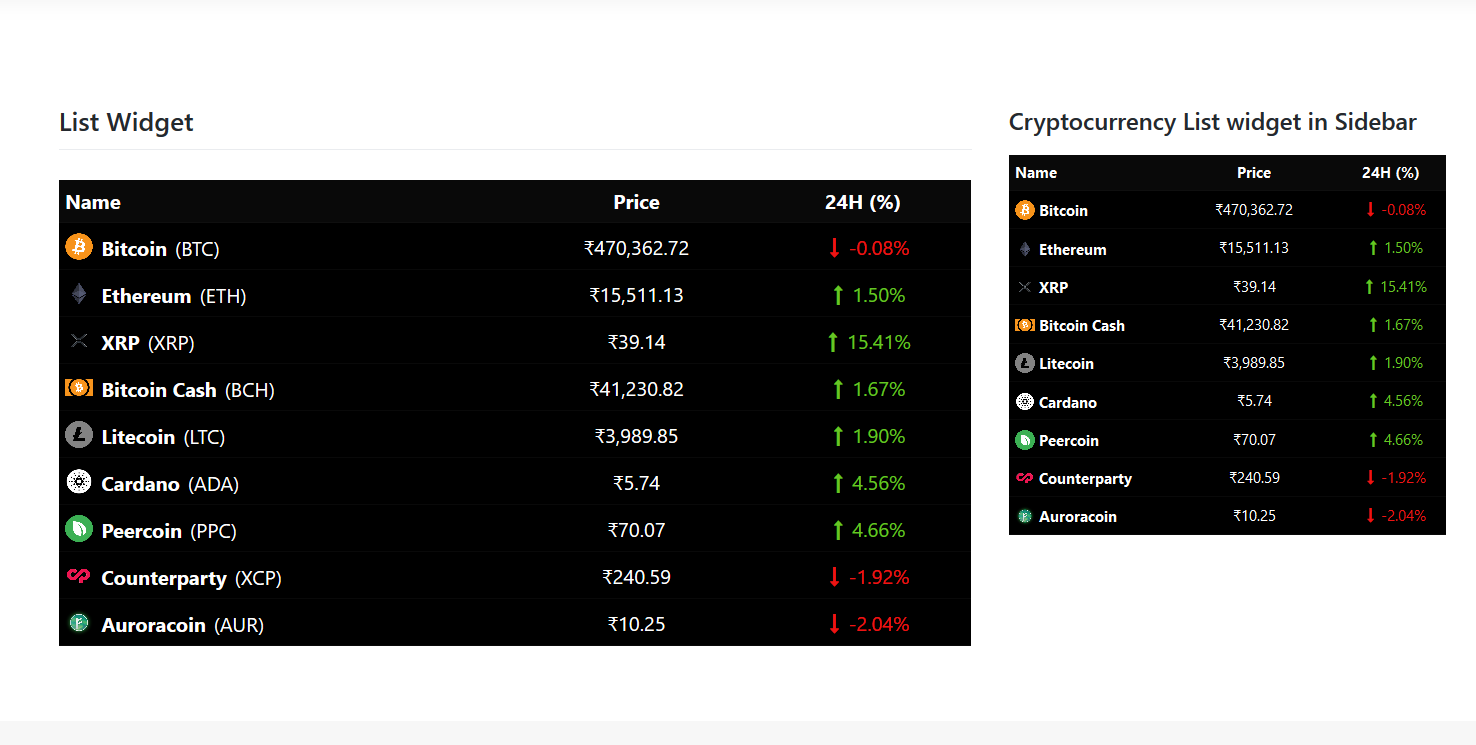 List Widget
Name Price 24H (%)
Bitcoin (BTC) ₹470,362.72 -0.08%
Ethereum (ETH) ₹15,511.13 1.50%
XRP (XRP) ₹39.14 15.41%
Bitcoin Cash (BCH) ₹41,230.82 1.67%
Litecoin (LTC) ₹3,989.85 1.90%
Cardano (ADA) ₹5.74 4.56%
Peercoin (PPC) ₹70.07 4.66%
Counterparty (XCP) ₹240.59 -1.92%
Auroracoin (AUR) ₹10.25 -2.04%
Cryptocurrency List widget in Sidebar
Name Price 24H (%)
Bitcoin ₹470,362.72 -0.08%
Ethereum ₹15,511.13 1.50%
XRP ₹39.14 15.41%
Bitcoin Cash ₹41,230.82 1.67%
Litecoin ₹3,989.85 1.90%
Cardano ₹5.74 4.56%
Peercoin ₹70.07 4.66%
Counterparty ₹240.59 -1.92%
Auroracoin ₹10.25 -2.04%